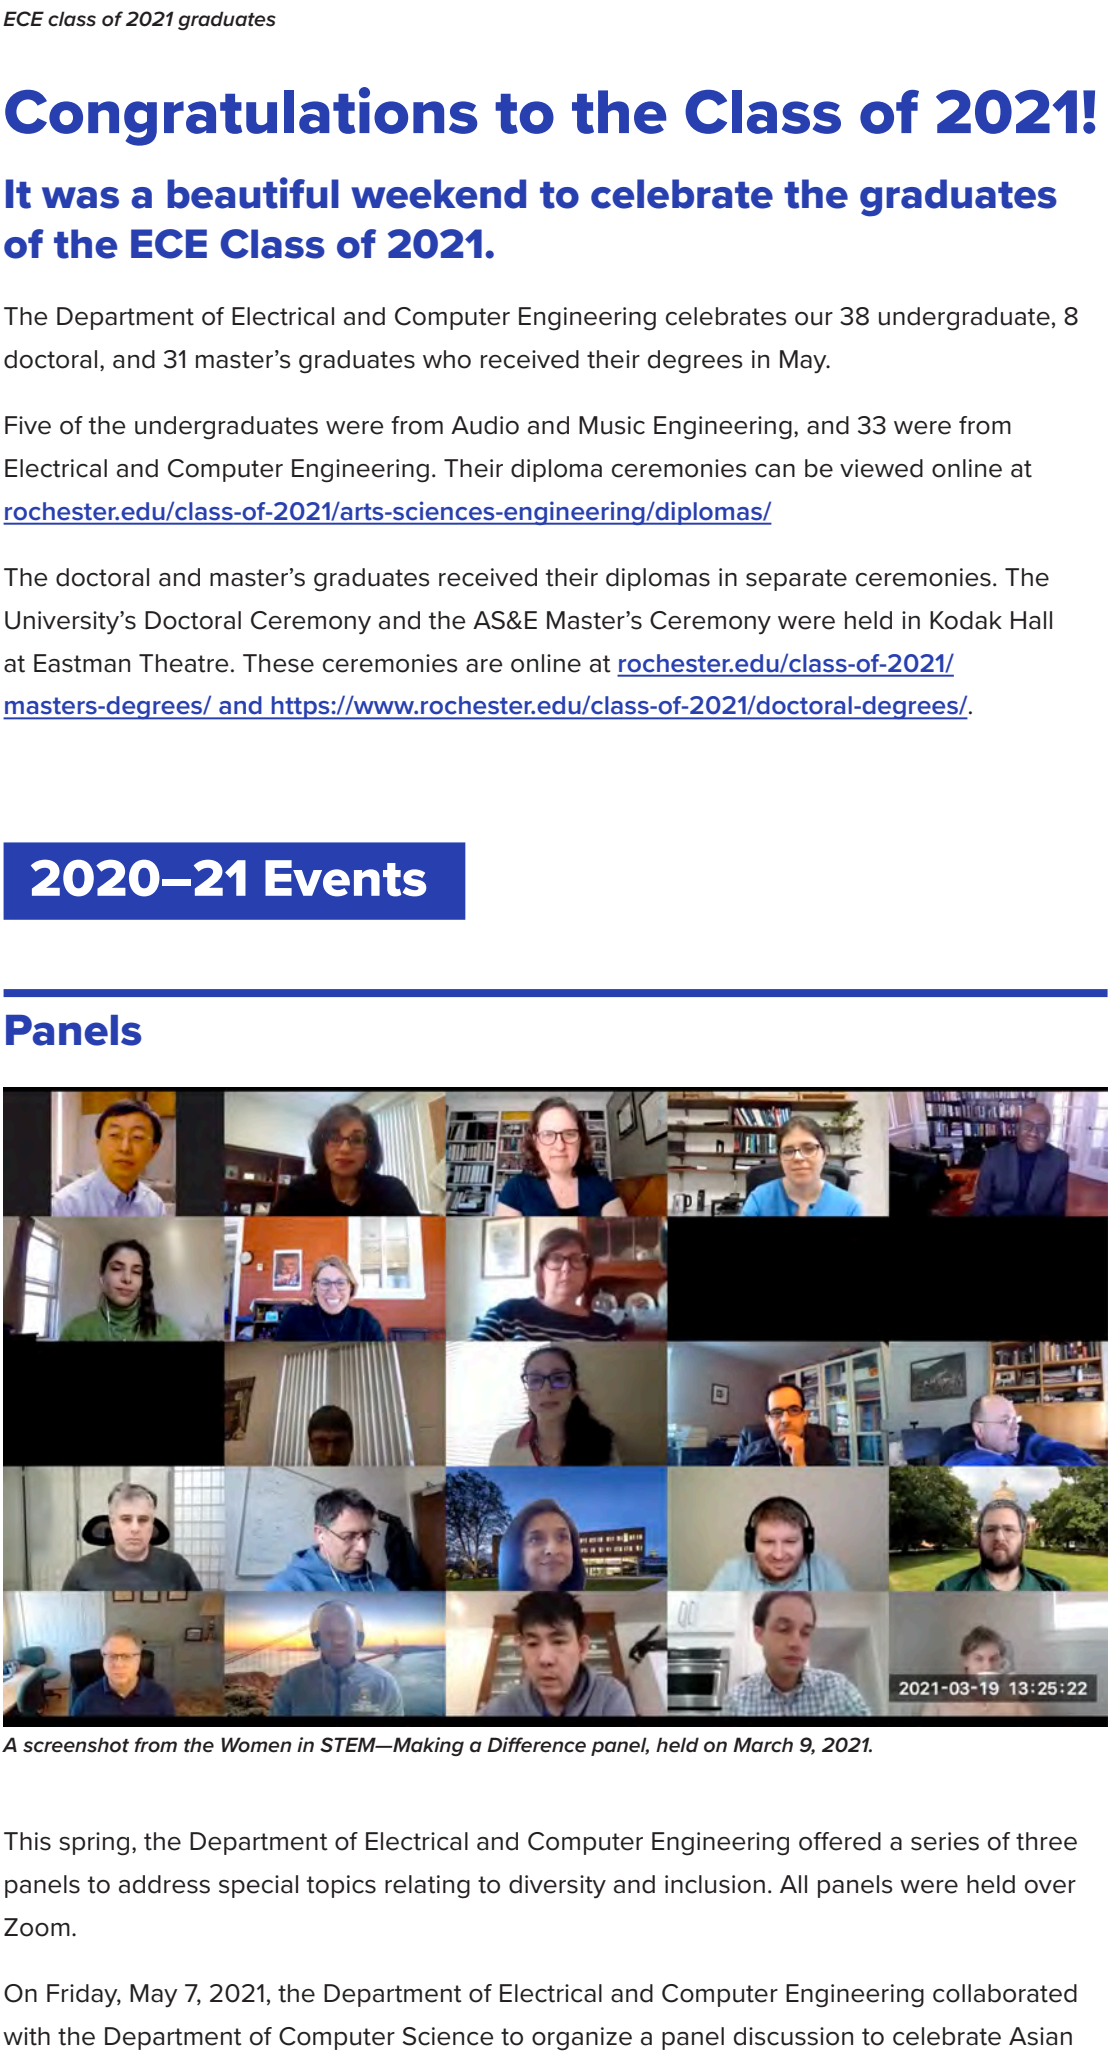 ECE class of 2021 graduates
Congratulations to the Class of 2021!
It was a beautiful weekend to celebrate the graduates
of the ECE Class of 2021.
The Department of Electrical and Computer Engineering celebrates our 38 undergraduate, 8
doctoral, and 31 master’s graduates who received their degrees in May.
Five of the undergraduates were from Audio and Music Engineering, and 33 were from
Electrical and Computer Engineering. Their diploma ceremonies can be viewed online at
rochester.edu/class-of-2021/arts-sciences-engineering/diplomas/
The doctoral and master’s graduates received their diplomas in separate ceremonies. The
University’s Doctoral Ceremony and the AS&E Master’s Ceremony were held in Kodak Hall
at Eastman Theatre. These ceremonies are online at rochester.edu/class-of-2021/
masters-degrees/ and https://www.rochester.edu/class-of-2021/doctoral-degrees/.
2020–21 Events
Panels
2021-03-19 13:25:22
A screenshot from the Women in STEM—Making a Difference panel, held on March 9, 2021.
This spring, the Department of Electrical and Computer Engineering offered a series of three
panels to address special topics relating to diversity and inclusion. All panels were held over
Zoom.
On Friday, May 7, 2021, the Department of Electrical and Computer Engineering collaborated
with the Department of Computer Science to organize a panel discussion to celebrate Asian